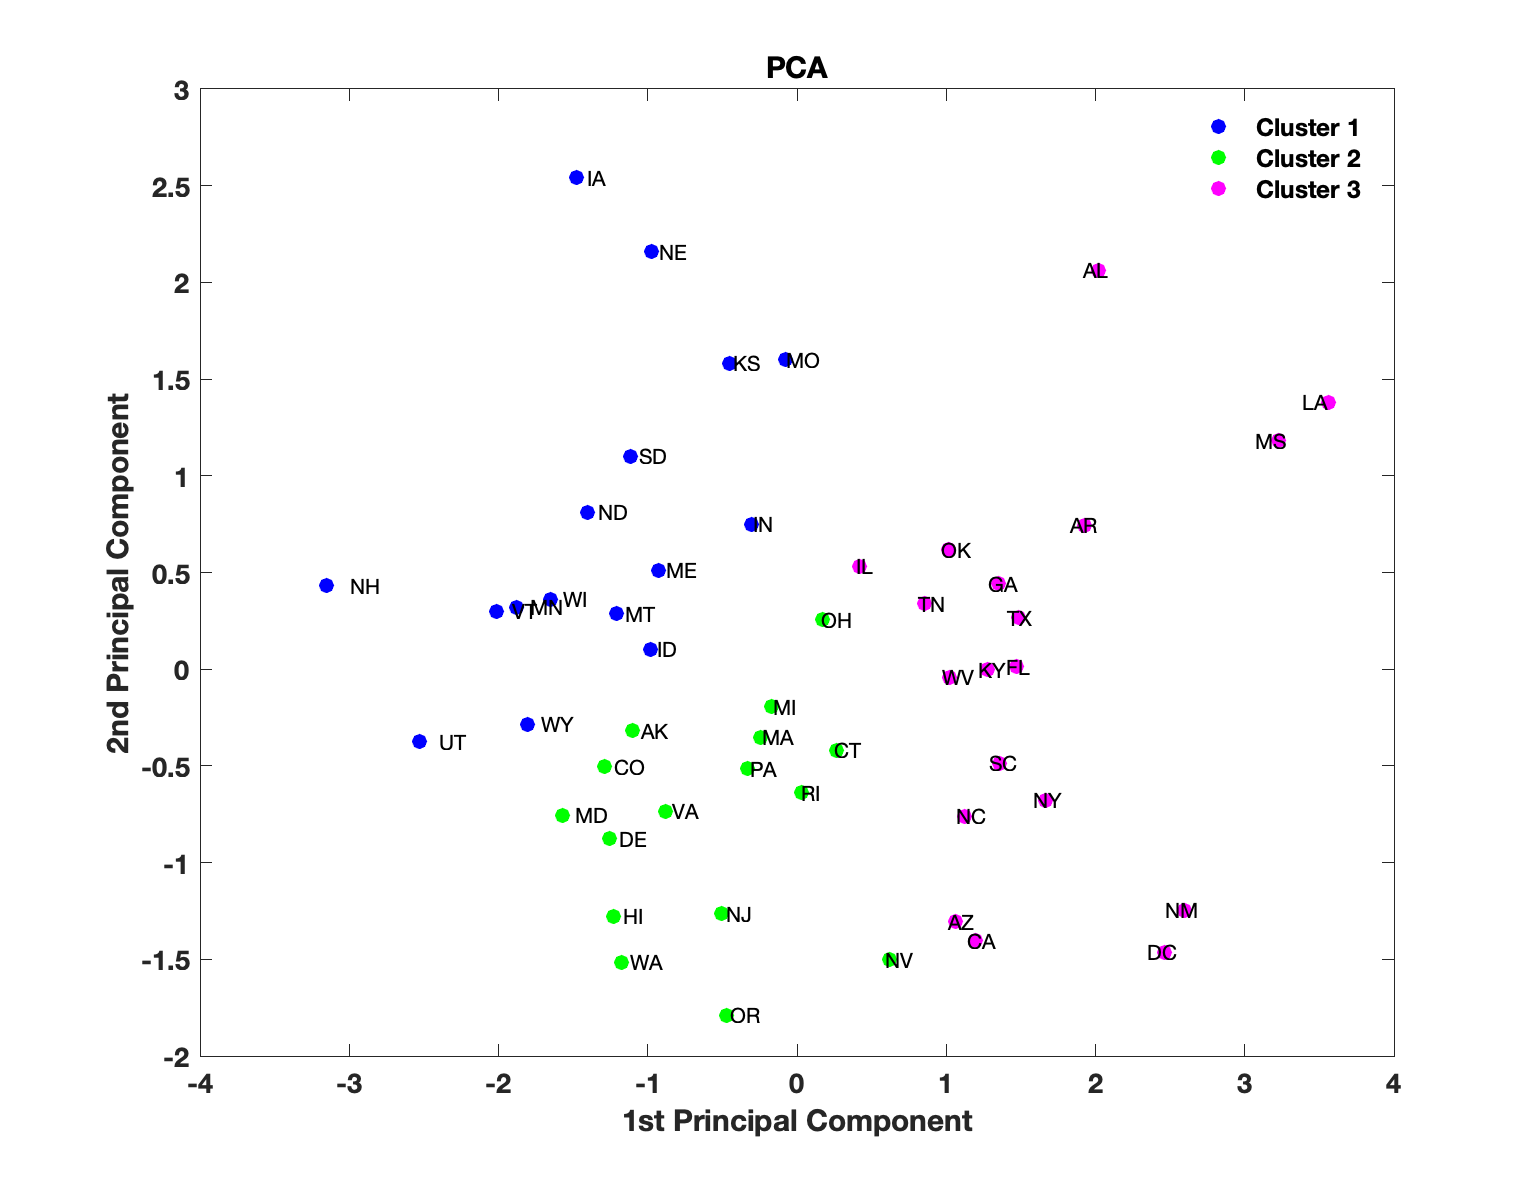 PCA
3
2.5
2
1.5
1
0.5
0
-0.5
-1
-1.5
-2
2nd Principal Component
Cluster 1
Cluster 2
Cluster 3
IA
NE
AL
KS
MO
LA
MS
SD
ND
IN
AR
OK
IL
ME
NH
GA
WI
TN
VT
MN
MT
OH
TX
ID
FL
KY
WV
MI
WY
AK
MA
UT
CT
SC
CO
PA
RI
NY
VA
MD
NC
DE
HI
NJ
NM
AZ
CA
DC
NV
WA
OR
-4
-3
-2
-1
0
1
2
3
4
1st Principal Component